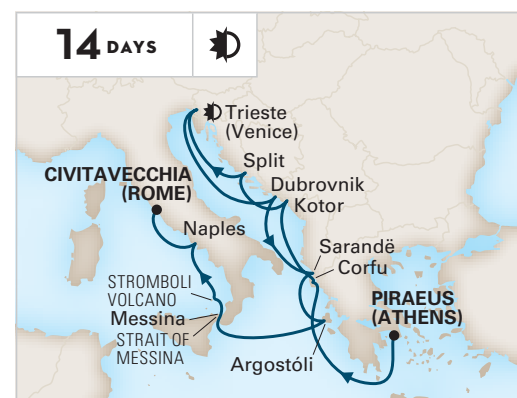 14 DAYS
Trieste
(Venice)
Split
CIVITAVECCHIA
(ROME)
Dubrovnik
Kotor
Naples
Sarandë
Corfu
STROMBOLI
VOLCANO
Messina
STRAIT OF
MESSINA
PIRAEUS
(ATHENS)
Argostóli